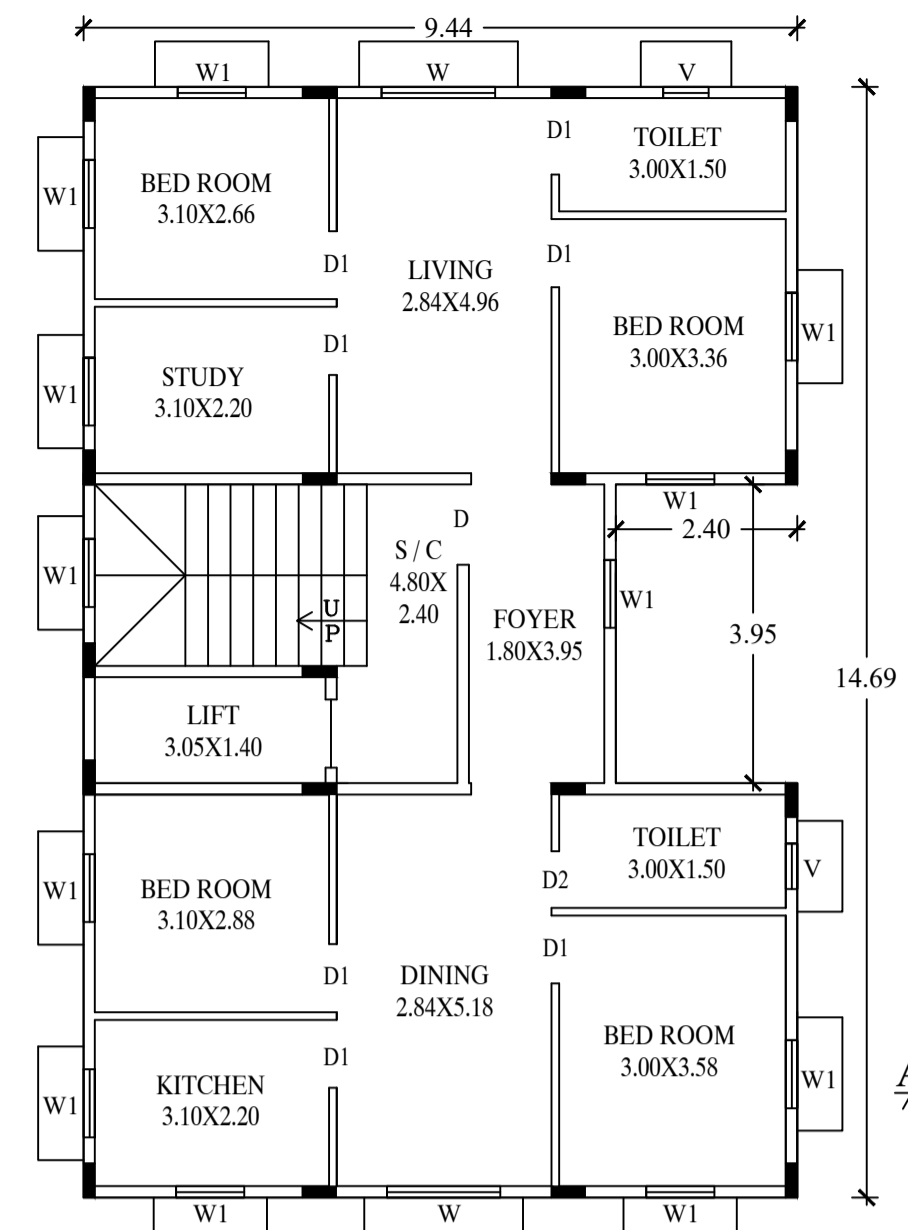 9.44
W1
W
V
D1
TOILET
3.00X1.50
BED ROOM
3.10X2.66
W1
D1
D1
LIVING
2.84X4.96
BED ROOM
3.00X3.36
W1
D1
STUDY
3.10X2.20
W1
W1
2.40
D
S / C
4.80X
2.40
W1
UP
W1
FOYER
1.80X3.95
3.95
14.69
LIFT
3.05X1.40
TOILET
3.00X1.50
V
D2
BED ROOM
3.10X2.88
W1
D1
D1
DINING
2.84X5.18
BED ROOM
3.00X3.58
W1
D1
KITCHEN
3.10X2.20
W1
W1
W
W1